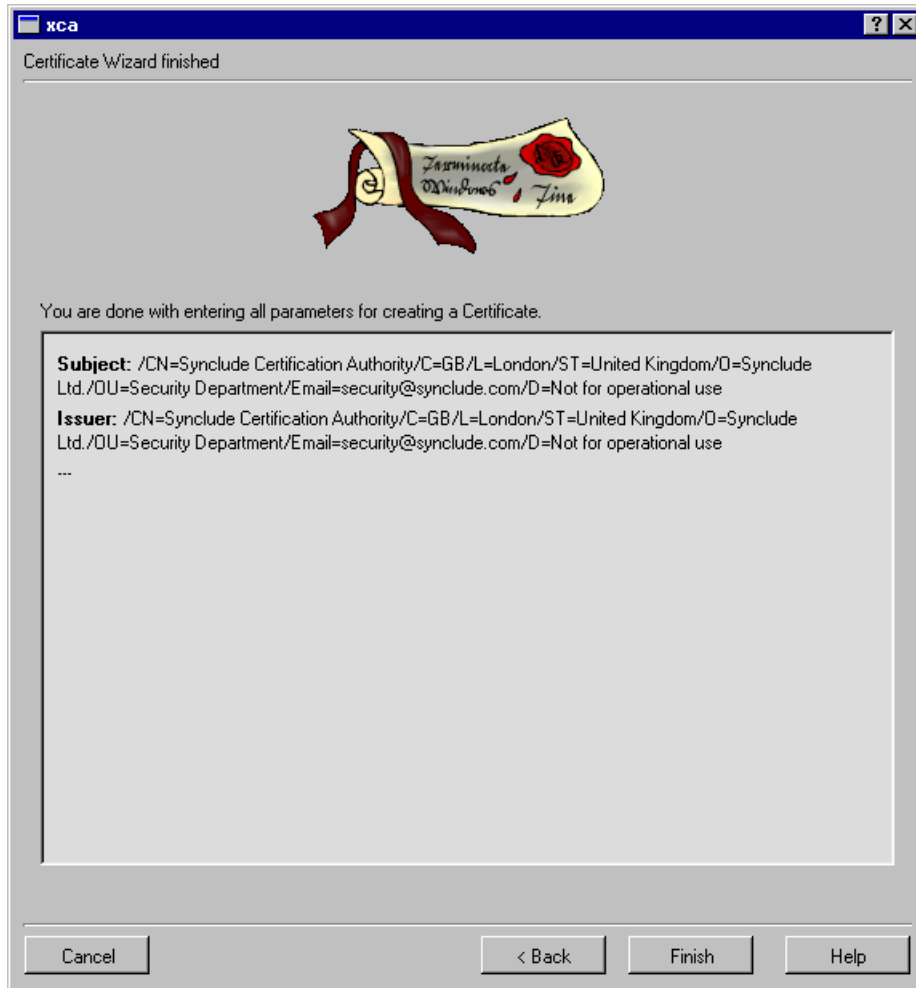 xca
Certificate Wizard finished
Terminate
Windows
Time
You are done with entering all parameters for creating a Certificate.
Subject: /CN=Synclude Certification Authority/C=GB/L=London/ST=United Kingdom/O=Synclude
Ltd./OU=Security Department/Email=security@synclude.com/D=Not for operational use
Issuer: /CN=Synclude Certification Authority/C=GB/L=London/ST=United Kingdom/O=Synclude
Ltd./OU=Security Department/Email=security@synclude.com/D=Not for operational use
---
Cancel
< Back
Finish
Help